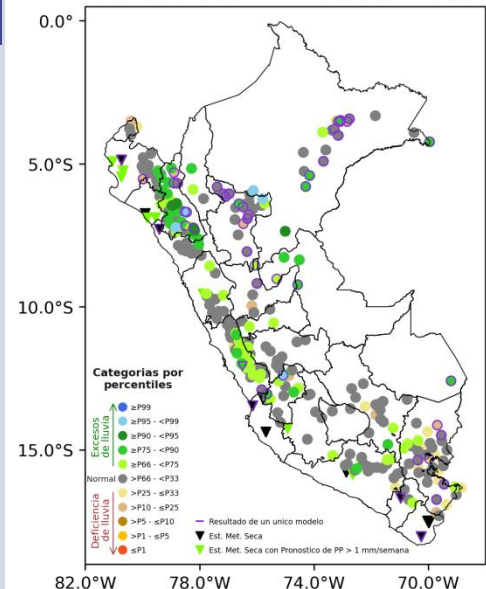 0.0°
5.0°S
10.0°S
15.0°S
82.0°W
78.0°W
74.0°W
70.0°W
Categorias por
percentiles
Excesos
de lluvia
≥P99
≥P95 - <P99
≥P90 - <P95
≥P75 - <P90
≥P66 - <P75
Normal
>P66 - <P33
Deficiencia
de lluvia
>P25 - ≤P33
>P10 - ≤P25
>P5 - ≤P10
>P1 - ≤P5
≤P1
Resultado de un unico modelo
Est. Met. Seca
Est. Met. Seca con Pronostico de PP > 1 mm/semana